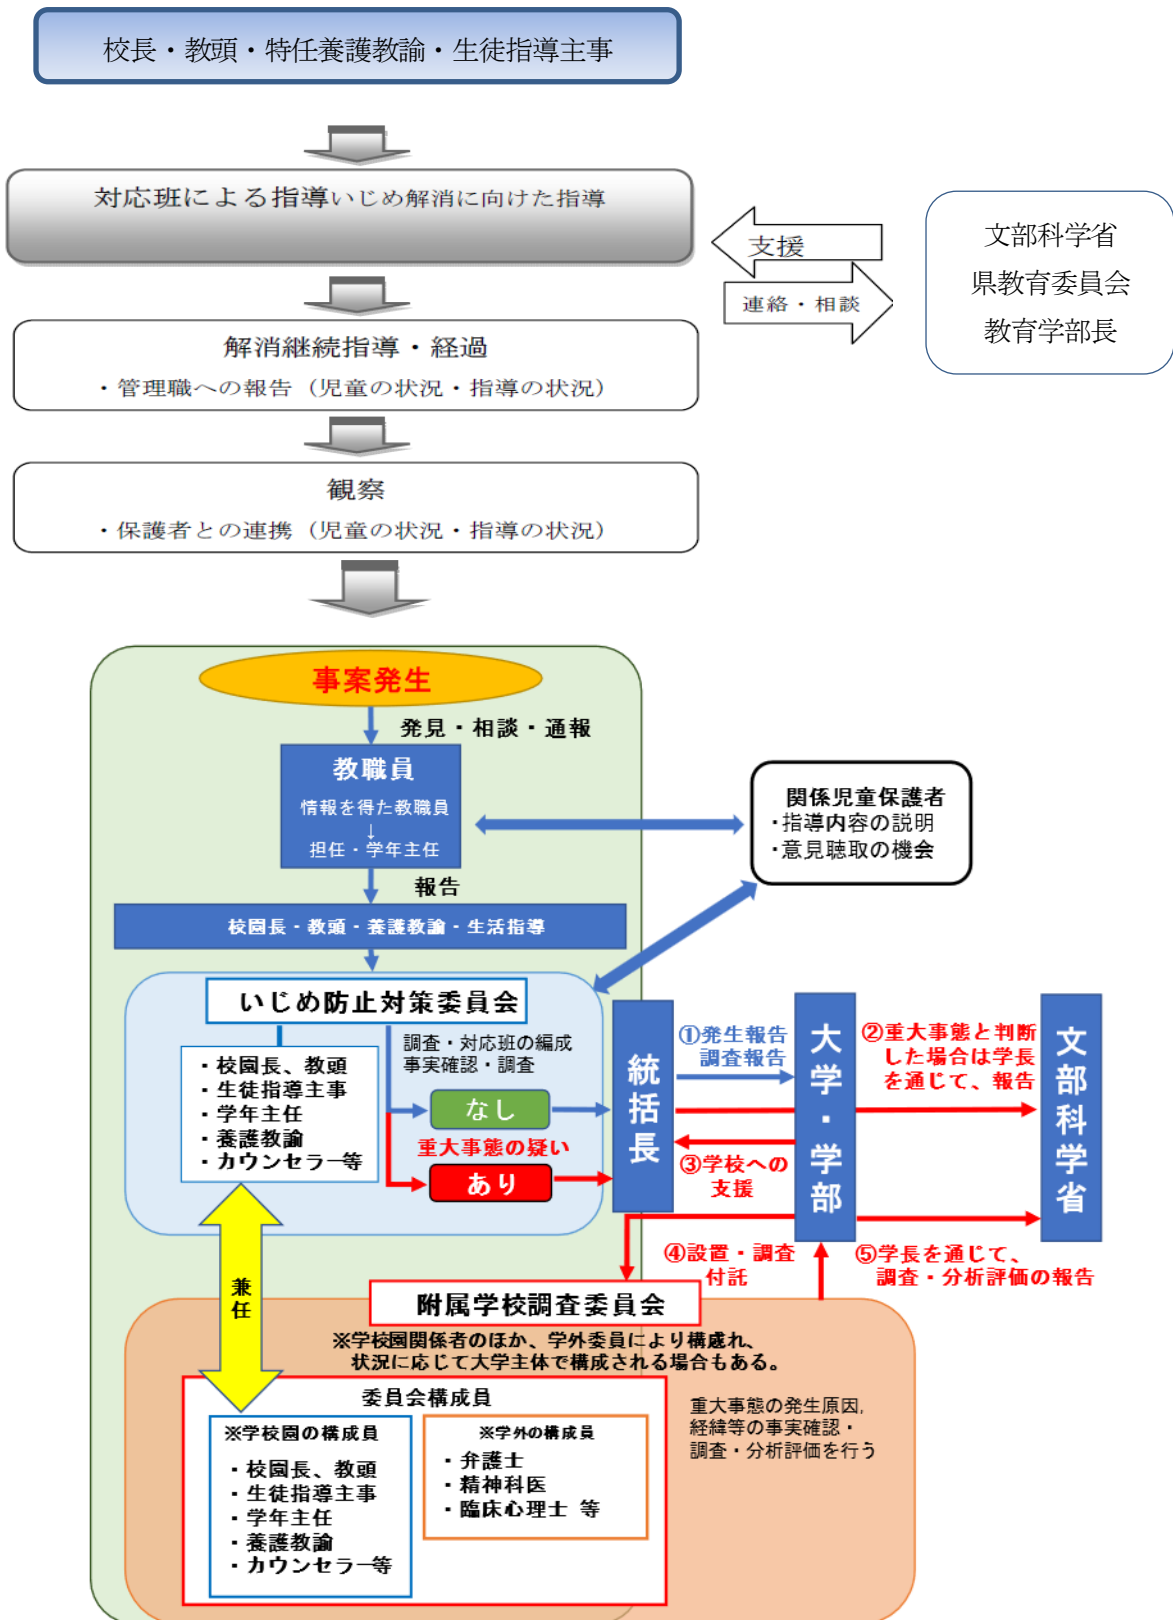 校長・教頭・特任養護教諭・生徒指導主事
対応班による指導いじめ解消に向けた指導
支援
連絡・相談
文部科学省
県教育委員会
教育学部長
解消継続指導・経過
・管理職への報告（児童の状況・指導の状況）
観察
・保護者との連携（児童の状況・指導の状況）
事案発生
発見・相談・通報
教職員
情報を得た教職員
↓
担任・学年主任
関係児童保護者
・指導内容の説明
・意見聴取の機会
報告
校園長・教頭・養護教諭・生活指導
いじめ防止対策委員会
・校園長、教頭
・生徒指導主事
・学年主任
・養護教諭
・カウンセラー等
調査・対応班の編成
事実確認・調査
なし
重大事態の疑い
あり
統括長
①発生報告
調査報告
大学・学部
②重大事態と判断
した場合は学長
を通じて、報告
文部科学省
③学校への
支援
④設置・調査
付託
⑤学長を通じて、
調査・分析評価の報告
兼任
附属学校調査委員会
※学校園関係者のほか、学外委員により構成され、
状況に応じて大学主体で構成される場合もある。
委員会構成員
※学校園の構成員
・校園長、教頭
・生徒指導主事
・学年主任
・養護教諭
・カウンセラー等
※学外の構成員
・弁護士
・精神科医
・臨床心理士 等
重大事態の発生原因,
経緯等の事実確認・
調査・分析評価を行う